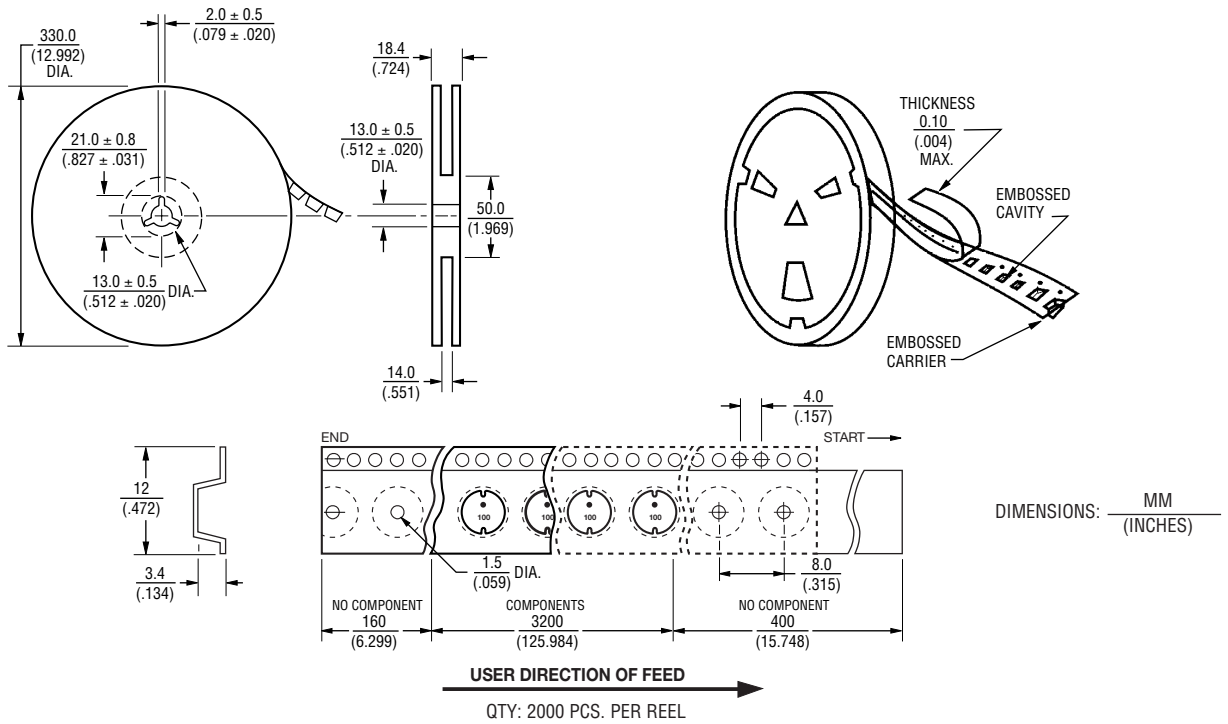 2.0 ± 0.5
(.079 ± .020)
330.0
(12.992)
DIA.
21.0 ± 0.8
(.827 ± .031)
13.0 ± 0.5
(.512 ± .020)
DIA.
18.4
(.724)
13.0 ± 0.5
(.512 ± .020)
DIA.
50.0
(1.969)
14.0
(.551)
THICKNESS
0.10
(.004)
MAX.
EMBOSSED
CAVITY
EMBOSSED
CARRIER
12
(.472)
3.4
(.134)
END
START
4.0
(.157)
100
100
100
100
1.5
(.059)
DIA.
8.0
(.315)
NO COMPONENT
160
(6.299)
COMPONENTS
3200
(125.984)
NO COMPONENT
400
(15.748)
DIMENSIONS:
MM
(INCHES)
USER DIRECTION OF FEED
QTY: 2000 PCS. PER REEL